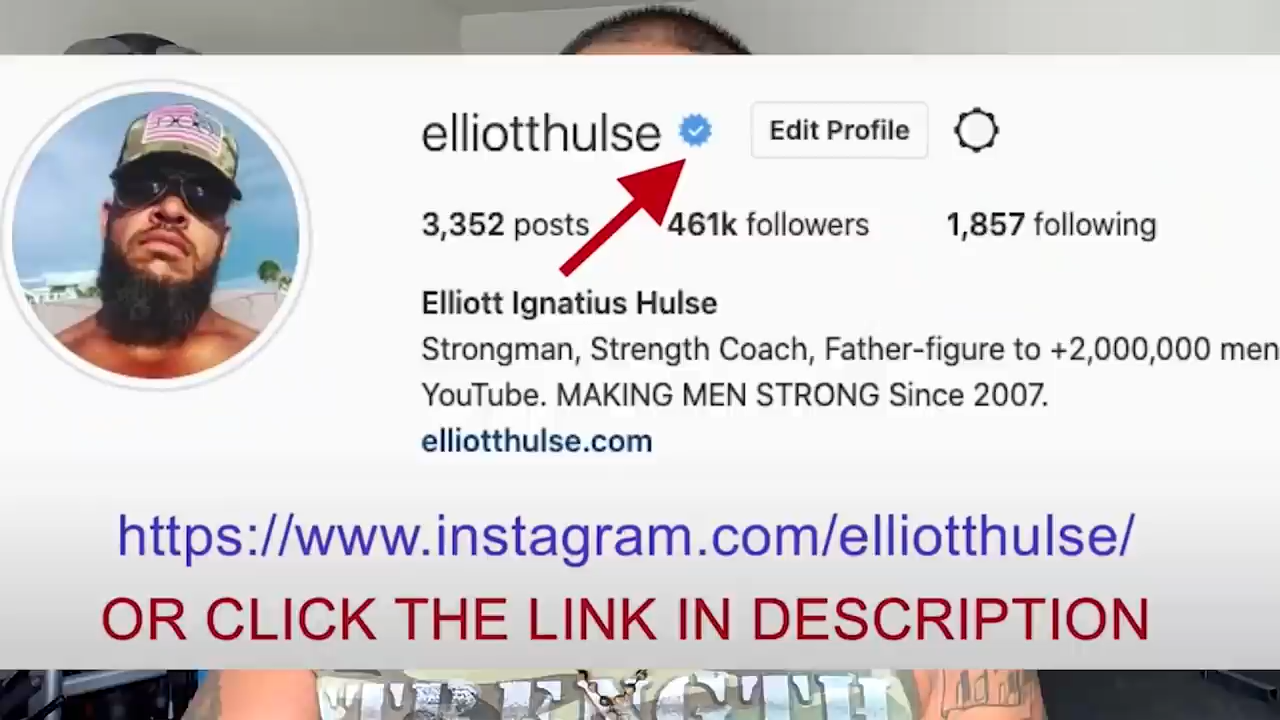 elliotthulse Edit Profile
3,352 posts 461k followers 1,857 following
Elliott Ignatius Hulse
Strongman, Strength Coach, Father-figure to +2,000,000 men
YouTube. MAKING MEN STRONG Since 2007.
elliotthulse.com
https://www.instagram.com/elliotthulse/
OR CLICK THE LINK IN DESCRIPTION